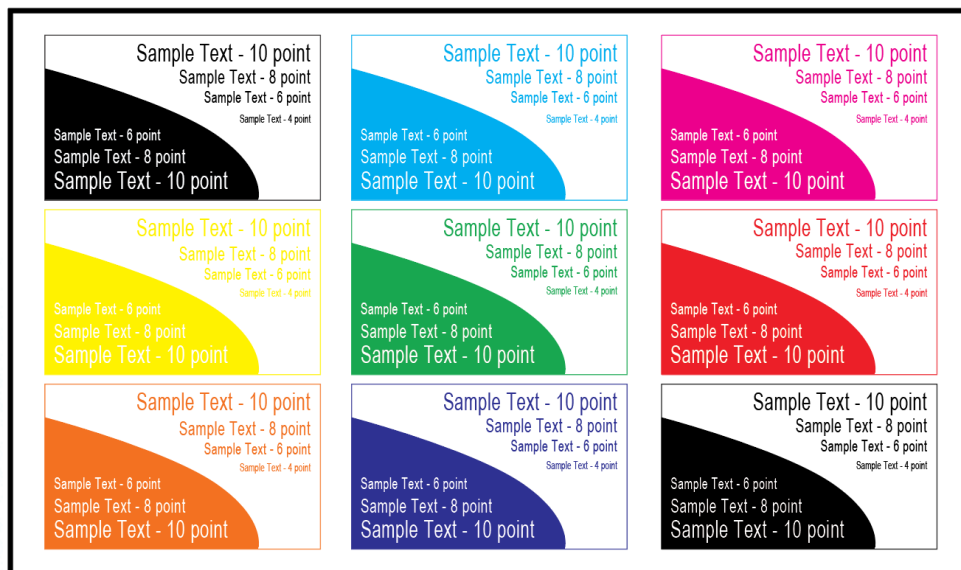 Sample Text - 10 point
Sample Text - 8 point
Sample Text - 6 point
Sample Text - 4 point
Sample Text - 6 point
Sample Text - 8 point
Sample Text - 10 point
Sample Text - 10 point
Sample Text - 8 point
Sample Text - 6 point
Sample Text - 4 point
Sample Text - 6 point
Sample Text - 8 point
Sample Text - 10 point
Sample Text - 10 point
Sample Text - 8 point
Sample Text - 6 point
Sample Text - 4 point
Sample Text - 6 point
Sample Text - 8 point
Sample Text - 10 point
Sample Text - 10 point
Sample Text - 8 point
Sample Text - 6 point
Sample Text - 4 point
Sample Text - 6 point
Sample Text - 8 point
Sample Text - 10 point
Sample Text - 10 point
Sample Text - 8 point
Sample Text - 6 point
Sample Text - 4 point
Sample Text - 6 point
Sample Text - 8 point
Sample Text - 10 point
Sample Text - 10 point
Sample Text - 8 point
Sample Text - 6 point
Sample Text - 4 point
Sample Text - 6 point
Sample Text - 8 point
Sample Text - 10 point
Sample Text - 10 point
Sample Text - 8 point
Sample Text - 6 point
Sample Text - 4 point
Sample Text - 6 point
Sample Text - 8 point
Sample Text - 10 point
Sample Text - 10 point
Sample Text - 8 point
Sample Text - 6 point
Sample Text - 4 point
Sample Text - 6 point
Sample Text - 8 point
Sample Text - 10 point
Sample Text - 10 point
Sample Text - 8 point
Sample Text - 6 point
Sample Text - 4 point
Sample Text - 6 point
Sample Text - 8 point
Sample Text - 10 point